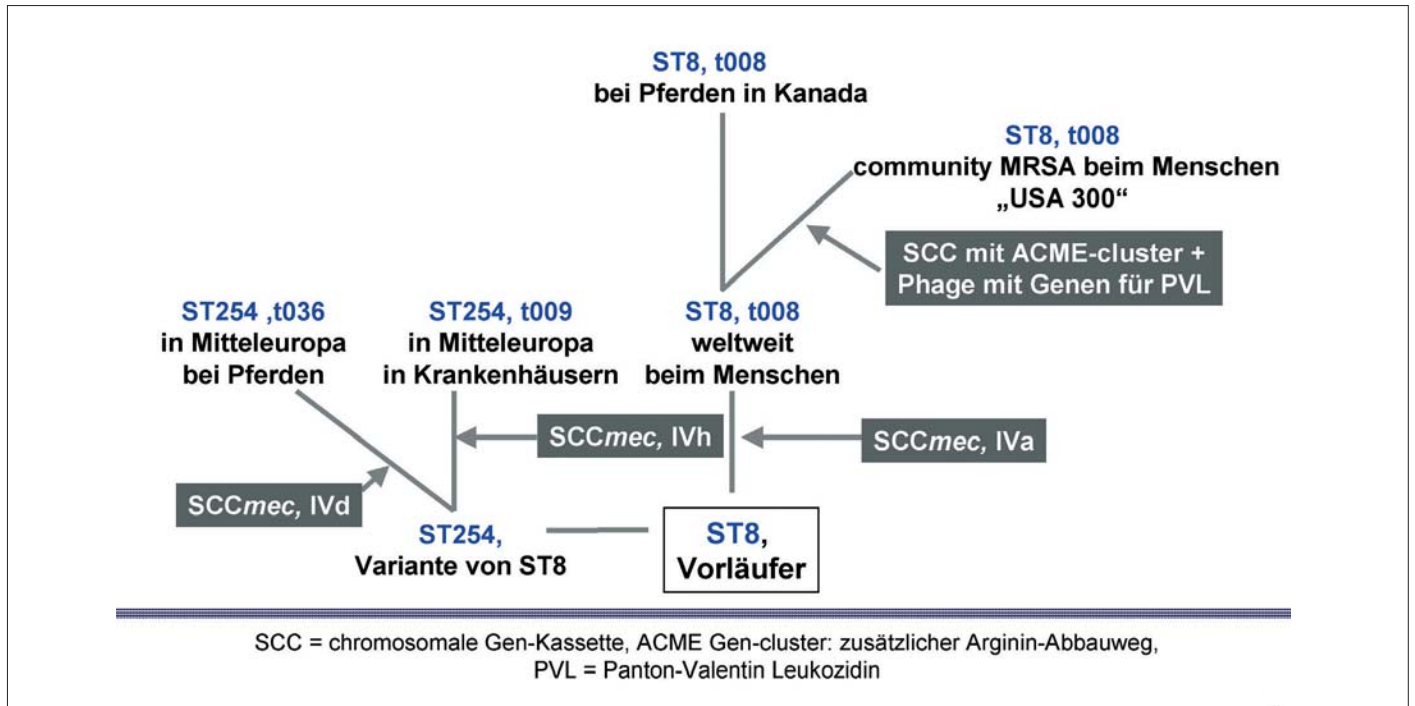 ST8, t008
bei Pferden in Kanada
ST8, t008
community MRSA beim Menschen
„USA 300“
SCC mit ACME-cluster +
Phage mit Genen für PVL
ST254 ,t036
in Mitteleuropa
bei Pferden
ST254, t009
in Mitteleuropa
in Krankenhäusern
ST8, t008
weltweit
beim Menschen
SCCmec, IVh
SCCmec, IVa
SCCmec, IVd
ST254,
Variante von ST8
ST8,
Vorläufer
SCC = chromosomale Gen-Kassette, ACME Gen-cluster: zusätzlicher Arginin-Abbauweg,
PVL = Panton-Valentin Leukozidin